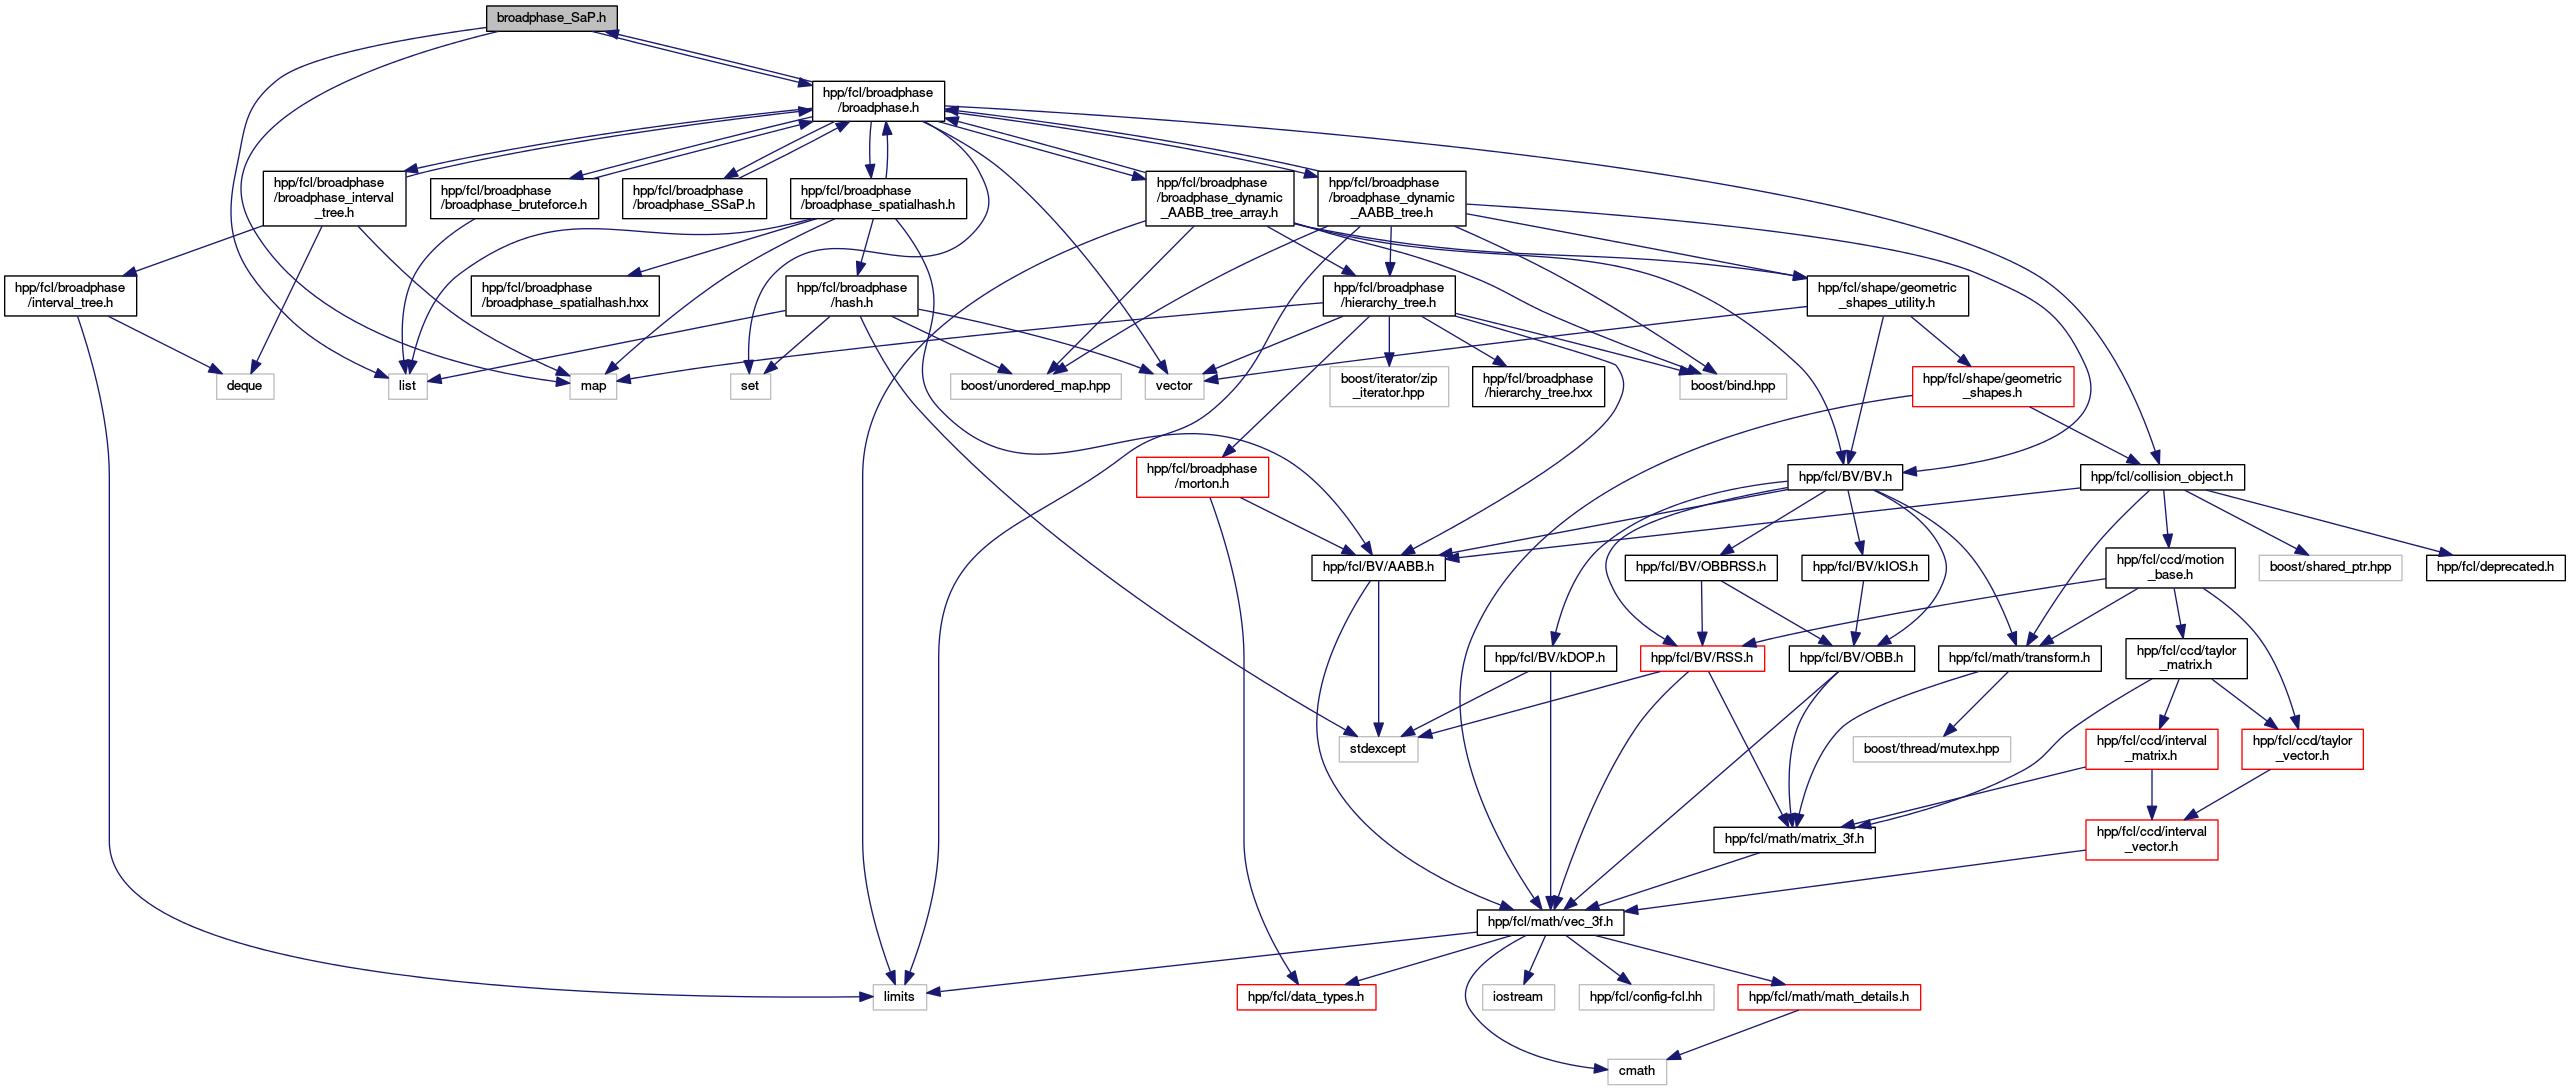 broadphase_SaP.h
hpp/fcl/broadphase
/broadphase.h
hpp/fcl/broadphase
/broadphase_interval
_tree.h
hpp/fcl/broadphase
/broadphase_bruteforce.h
hpp/fcl/broadphase
/broadphase_SSaP.h
hpp/fcl/broadphase
/broadphase_spatialhash.h
hpp/fcl/broadphase
/broadphase_dynamic
_AABB_tree_array.h
hpp/fcl/broadphase
/broadphase_dynamic
_AABB_tree.h
hpp/fcl/broadphase
/interval_tree.h
hpp/fcl/broadphase
/broadphase_spatialhash.hxx
hpp/fcl/broadphase
/hash.h
hpp/fcl/broadphase
/hierarchy_tree.h
hpp/fcl/shape/geometric
_shapes_utility.h
deque
list
map
set
boost/unordered_map.hpp
vector
boost/iterator/zip
_iterator.hpp
hpp/fcl/broadphase
/hierarchy_tree.hxx
boost/bind.hpp
hpp/fcl/shape/geometric
_shapes.h
hpp/fcl/broadphase
/morton.h
hpp/fcl/BV/BV.h
hpp/fcl/collision_object.h
hpp/fcl/BV/AABB.h
hpp/fcl/BV/OBBRSS.h
hpp/fcl/BV/kIOS.h
hpp/fcl/ccd/motion
_base.h
boost/shared_ptr.hpp
hpp/fcl/deprecated.h
hpp/fcl/BV/kDOP.h
hpp/fcl/BV/RSS.h
hpp/fcl/BV/OBB.h
hpp/fcl/math/transform.h
hpp/fcl/ccd/taylor
_matrix.h
stdexcept
boost/thread/mutex.hpp
hpp/fcl/ccd/interval
_matrix.h
hpp/fcl/ccd/taylor
_vector.h
hpp/fcl/math/matrix_3f.h
hpp/fcl/ccd/interval
_vector.h
hpp/fcl/math/vec_3f.h
limits
hpp/fcl/data_types.h
iostream
hpp/fcl/config-fcl.hh
hpp/fcl/math/math_details.h
cmath